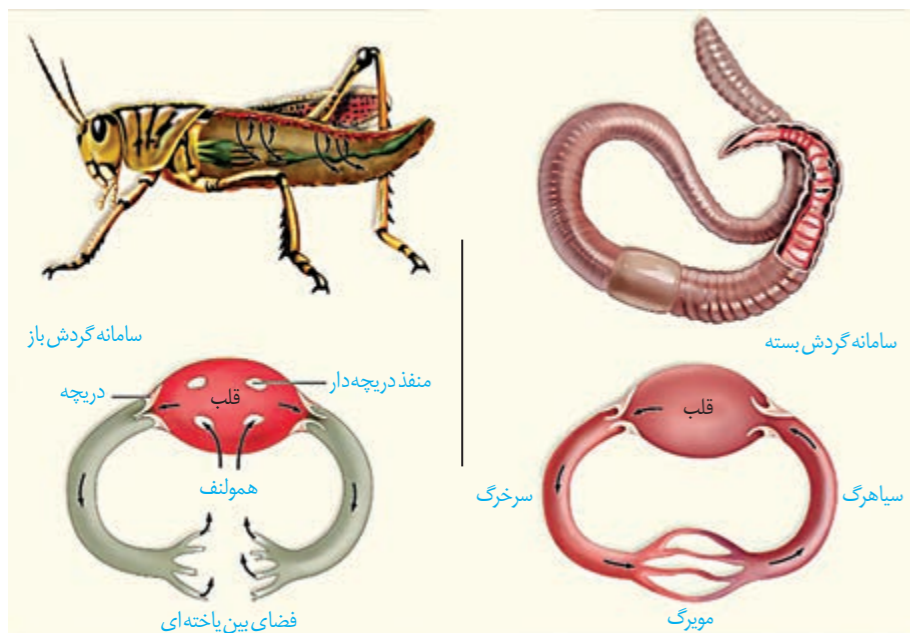 سامانه گردش بسته
قلب
سیاهرگ
سرخرگ
مویرگ
سامانه گردش باز
منفذ دریچه‌دار
دریچه
قلب
همولنف
فضای بین یاخته‌ای